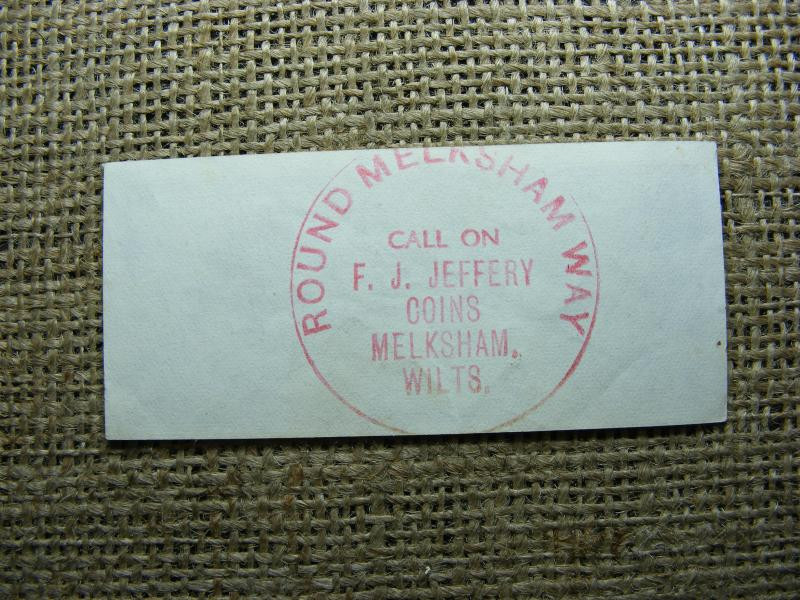 ROUND MELKSHAM WAY
CALL ON
F. J. JEFFERY
COINS
MELKSHAM.
WILTS.